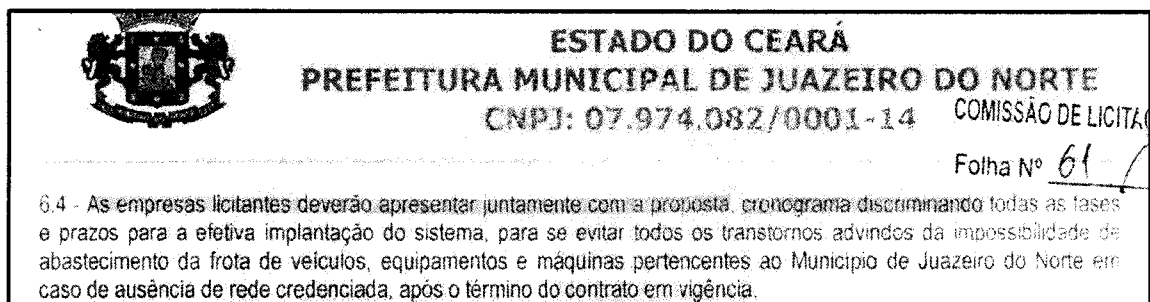 ESTADO DO CEARÁ
PREFEITURA MUNICIPAL DE JUAZEIRO DO NORTE
CNPJ: 07.974.082/0001-14
COMISSÃO DE LICITAÇ
Folha Nº 61
6.4 - As empresas licitantes deverão apresentar juntamente com a proposta, cronograma discriminando todas as fases
e prazos para a efetiva implantação do sistema, para se evitar todos os transtornos advindos da impossibilidade de
abastecimento da frota de veículos, equipamentos e máquinas pertencentes ao Município de Juazeiro do Norte em
caso de ausência de rede credenciada, após o término do contrato em vigência.